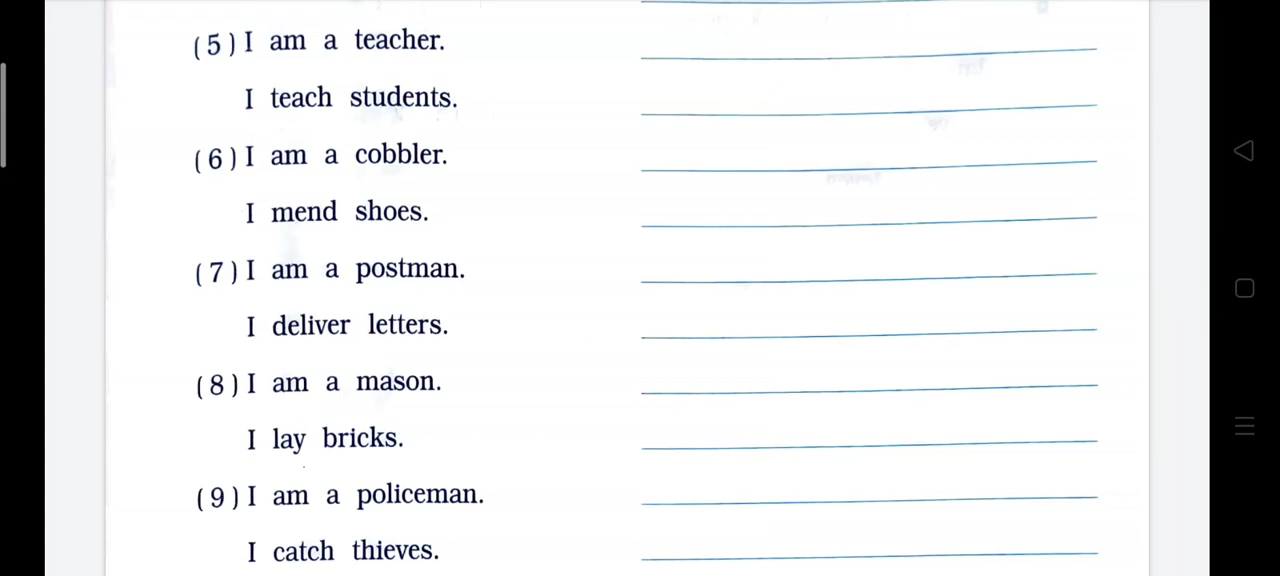 (5) I am a teacher.
I teach students.
(6) I am a cobbler.
I mend shoes.
(7) I am a postman.
I deliver letters.
(8) I am a mason.
I lay bricks.
(9) I am a policeman.
I catch thieves.